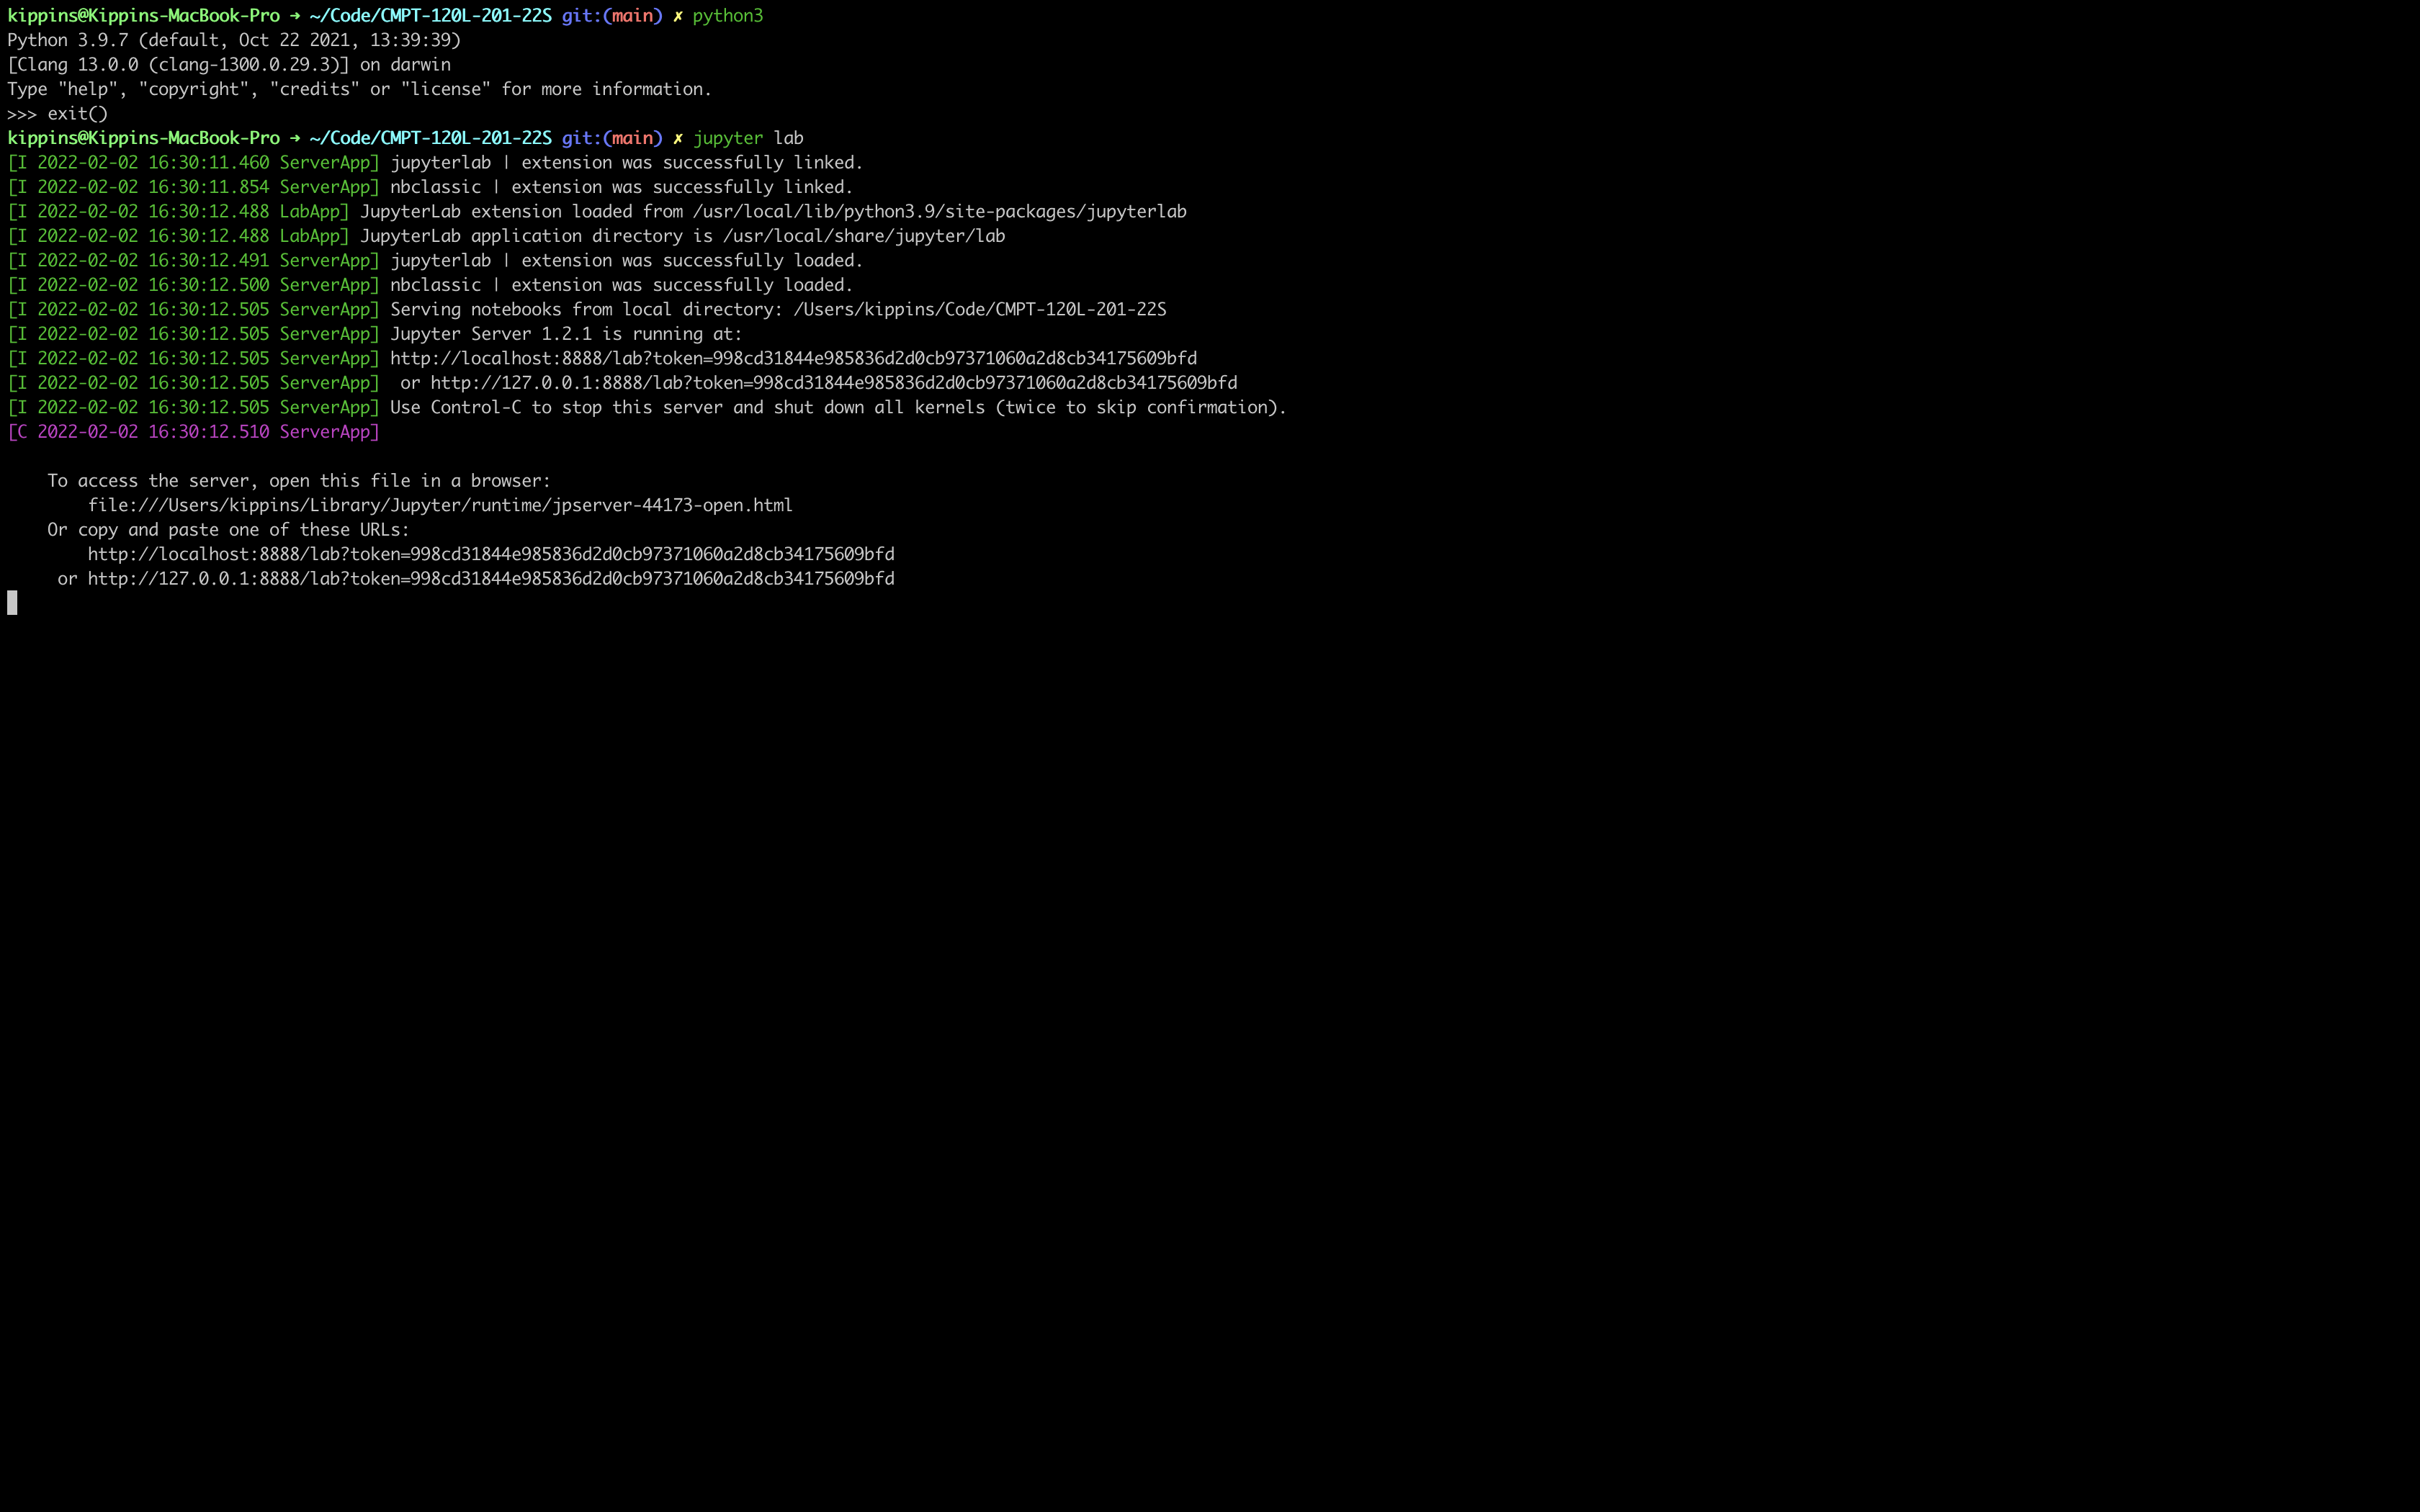 kippins@Kippins-MacBook-Pro ➜ ~/Code/CMPT-120L-201-22S git:(main) ✗ python3
Python 3.9.7 (default, Oct 22 2021, 13:39:39)
[Clang 13.0.0 (clang-1300.0.29.3)] on darwin
Type "help", "copyright", "credits" or "license" for more information.
>>> exit()
kippins@Kippins-MacBook-Pro ➜ ~/Code/CMPT-120L-201-22S git:(main) ✗ jupyter lab
[I 2022-02-02 16:30:11.460 ServerApp] jupyterlab | extension was successfully linked.
[I 2022-02-02 16:30:11.854 ServerApp] nbclassic | extension was successfully linked.
[I 2022-02-02 16:30:12.488 LabApp] JupyterLab extension loaded from /usr/local/lib/python3.9/site-packages/jupyterlab
[I 2022-02-02 16:30:12.488 LabApp] JupyterLab application directory is /usr/local/share/jupyter/lab
[I 2022-02-02 16:30:12.491 ServerApp] jupyterlab | extension was successfully loaded.
[I 2022-02-02 16:30:12.500 ServerApp] nbclassic | extension was successfully loaded.
[I 2022-02-02 16:30:12.505 ServerApp] Serving notebooks from local directory: /Users/kippins/Code/CMPT-120L-201-22S
[I 2022-02-02 16:30:12.505 ServerApp] Jupyter Server 1.2.1 is running at:
[I 2022-02-02 16:30:12.505 ServerApp] http://localhost:8888/lab?token=998cd31844e985836d2d0cb97371060a2d8cb34175609bfd
[I 2022-02-02 16:30:12.505 ServerApp]  or http://127.0.0.1:8888/lab?token=998cd31844e985836d2d0cb97371060a2d8cb34175609bfd
[I 2022-02-02 16:30:12.505 ServerApp] Use Control-C to stop this server and shut down all kernels (twice to skip confirmation).
[C 2022-02-02 16:30:12.510 ServerApp]
To access the server, open this file in a browser:
file:///Users/kippins/Library/Jupyter/runtime/jpserver-44173-open.html
Or copy and paste one of these URLs:
http://localhost:8888/lab?token=998cd31844e985836d2d0cb97371060a2d8cb34175609bfd
or http://127.0.0.1:8888/lab?token=998cd31844e985836d2d0cb97371060a2d8cb34175609bfd